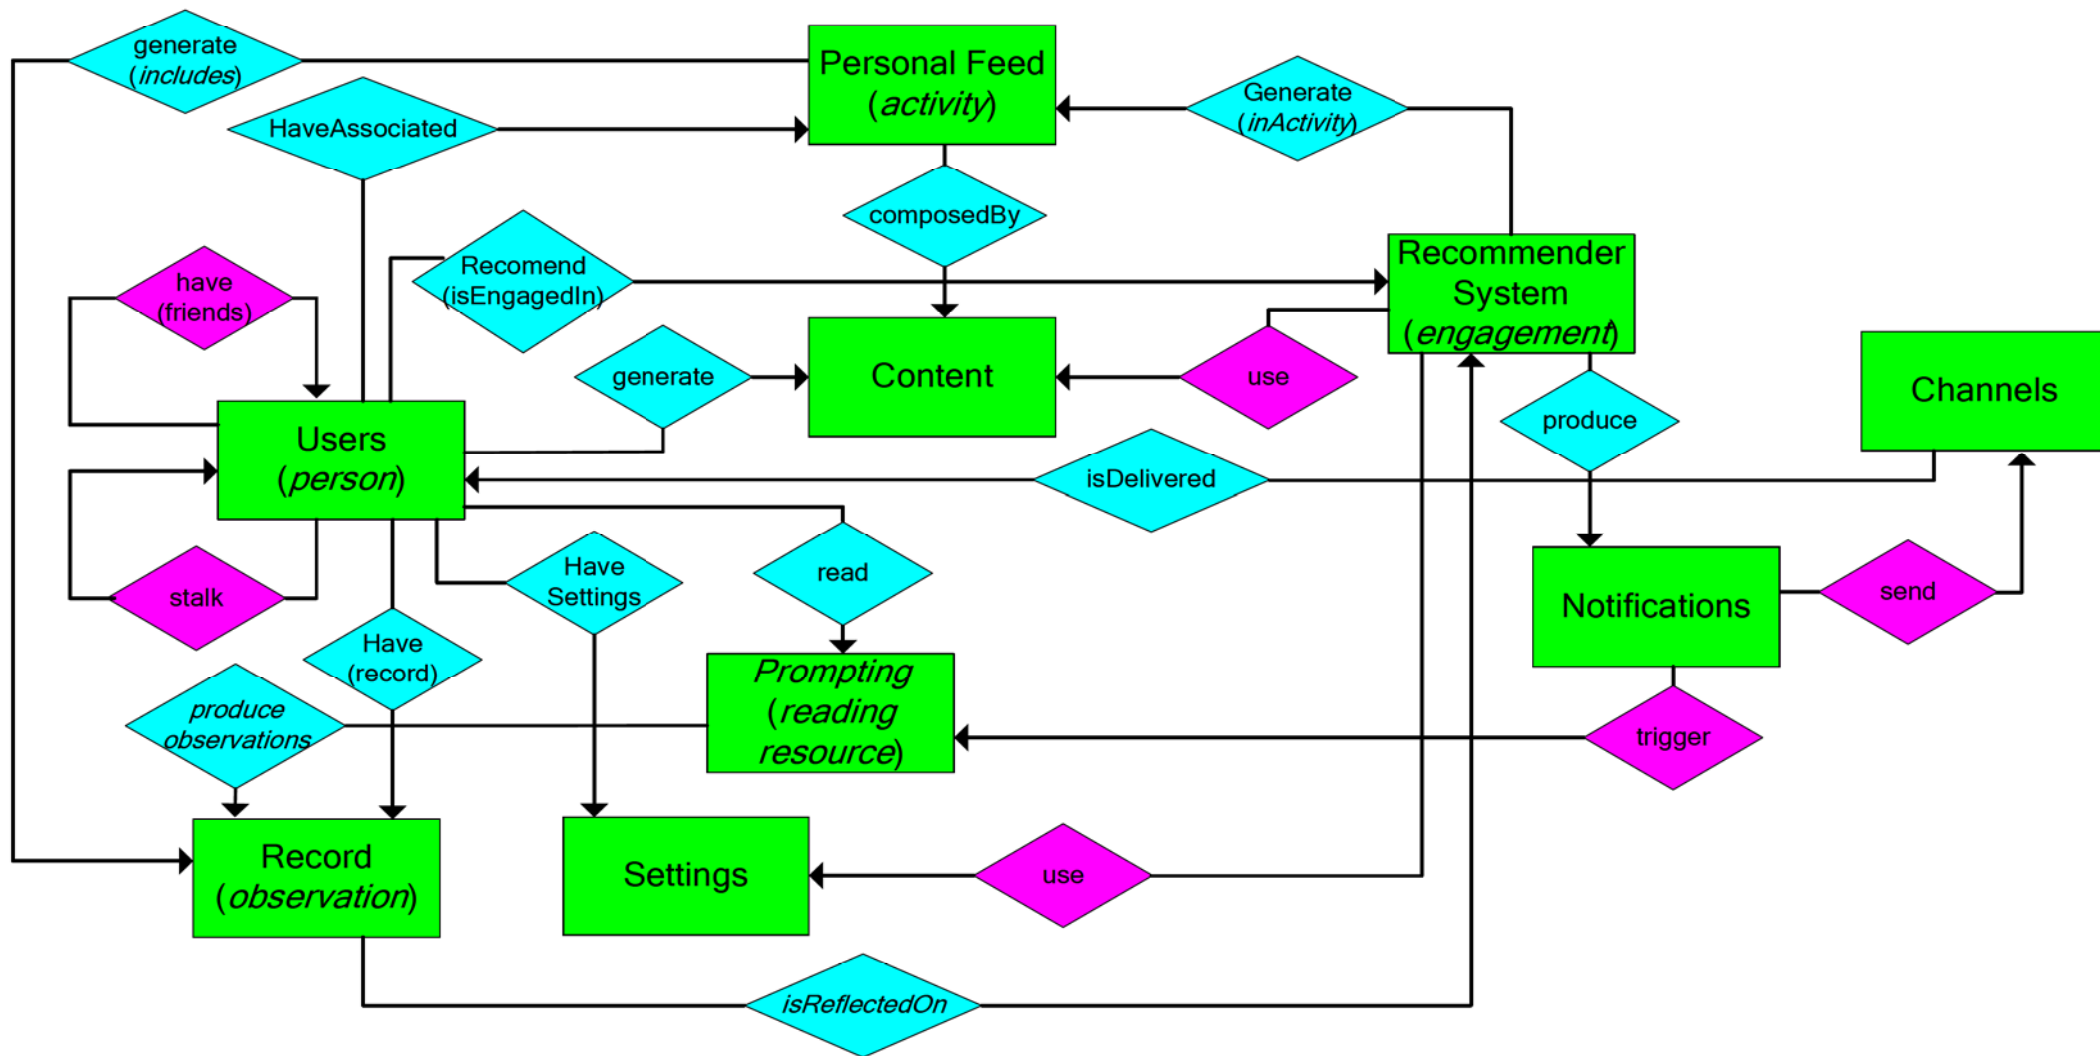 generate
(includes)
Personal Feed
(activity)
Generate
(inActivity)
HaveAssociated
composedBy
Recomend
(isEngagedIn)
Recommender
System
(engagement)
have
(friends)
generate
Content
use
Channels
produce
Users
(person)
isDelivered
Have
Settings
read
stalk
Notifications
send
Have
(record)
Prompting
(reading
resource)
produce
observations
trigger
Record
(observation)
Settings
use
isReflectedOn